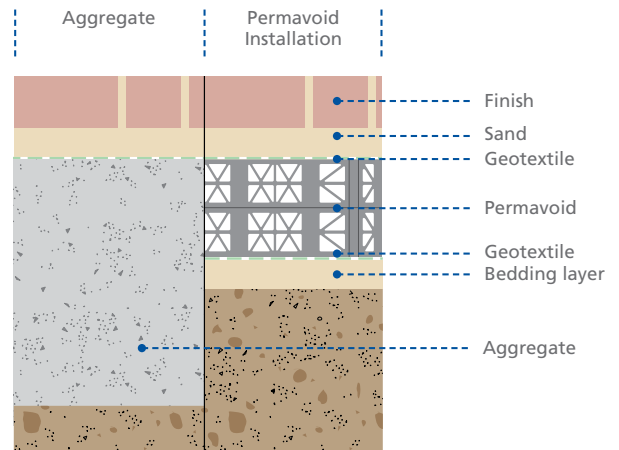 Aggregate
Permavoid
Installation
Finish
Sand
Geotextile
Permavoid
Geotextile
Bedding layer
Aggregate